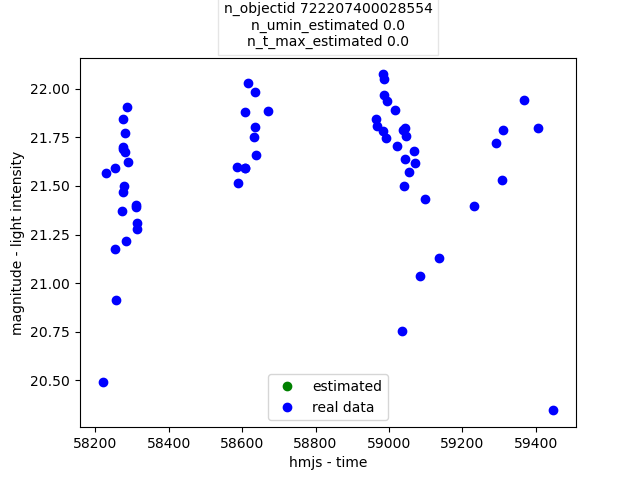 n_objectid 722207400028554
n_umin_estimated 0.0
n_t_max_estimated 0.0
22.00
21.75
21.50
21.25
21.00
20.75
20.50
magnitude - light intensity
estimated
real data
58200 58400 58600 58800 59000 59200 59400
hmjs - time